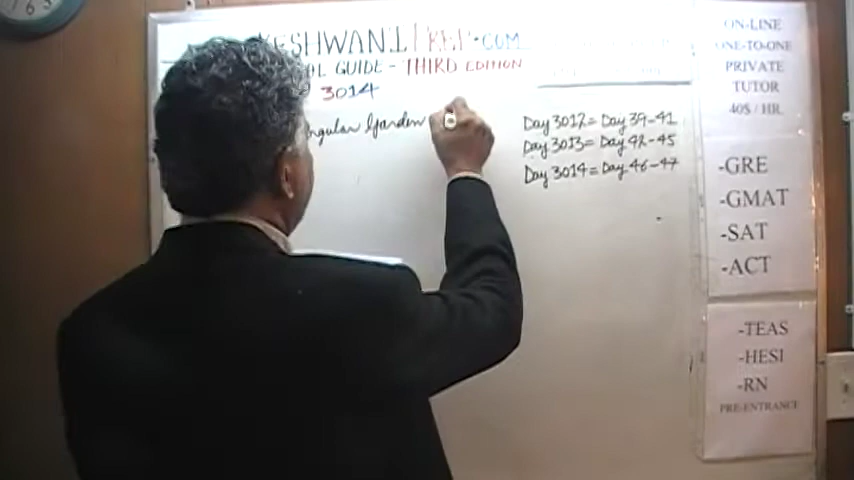 KESHWANI PREP.COM
GUIDE - THIRD EDITION
3014
ngular Garden
Day 3012 = Day 39-41
Day 3013 = Day 42-45
Day 3014 = Day 46-47
ON-LINE
ONE-TO-ONE
PRIVATE
TUTOR
40$ / HR
-GRE
-GMAT
-SAT
-ACT
-TEAS
-HESI
-RN
PRE-ENTRANCE